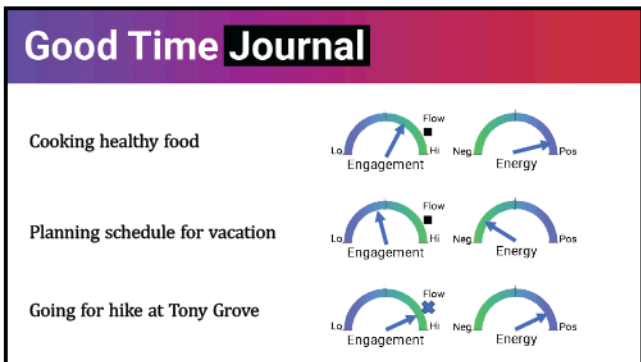 Good Time Journal
Cooking healthy food
Flow
Lo Hi Neg Pos
Engagement Energy
Planning schedule for vacation
Flow
Lo Hi Neg Pos
Engagement Energy
Going for hike at Tony Grove
Flow
Lo Hi Neg Pos
Engagement Energy